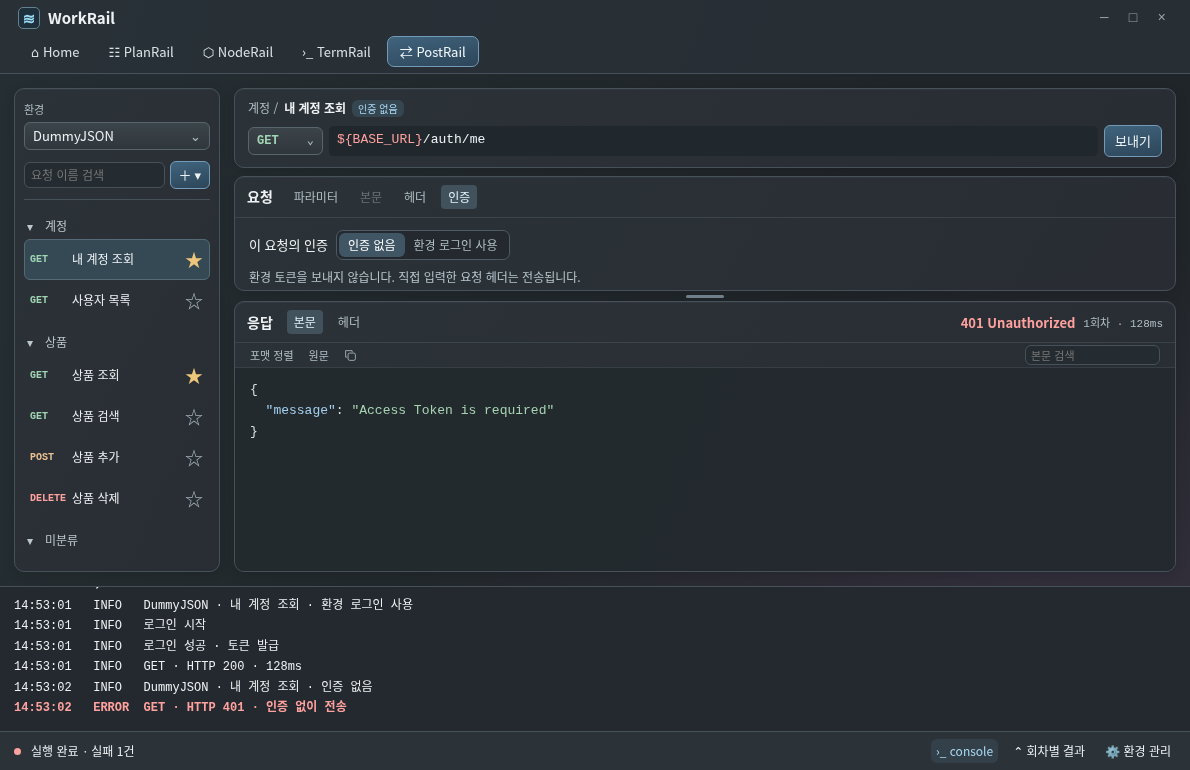 WorkRail
Home
PlanRail
NodeRail
›_ TermRail
PostRail
환경
DummyJSON
요청 이름 검색
계정
GET 내 계정 조회
GET 사용자 목록
상품
GET 상품 조회
GET 상품 검색
POST 상품 추가
DELETE 상품 삭제
미분류
계정 / 내 계정 조회 인증 없음
GET ${BASE_URL}/auth/me 보내기
요청 파라미터 본문 헤더 인증
이 요청의 인증 인증 없음 환경 로그인 사용
환경 토큰을 보내지 않습니다. 직접 입력한 요청 헤더는 전송됩니다.
응답 본문 헤더 401 Unauthorized 1회차 · 128ms
포맷 정렬 원문 본문 검색
{
"message": "Access Token is required"
}
14:53:01 INFO DummyJSON · 내 계정 조회 · 환경 로그인 사용
14:53:01 INFO 로그인 시작
14:53:01 INFO 로그인 성공 · 토큰 발급
14:53:01 INFO GET · HTTP 200 · 128ms
14:53:02 INFO DummyJSON · 내 계정 조회 · 인증 없음
14:53:02 ERROR GET · HTTP 401 · 인증 없이 전송
실행 완료 · 실패 1건 ›_ console 회차별 결과 환경 관리